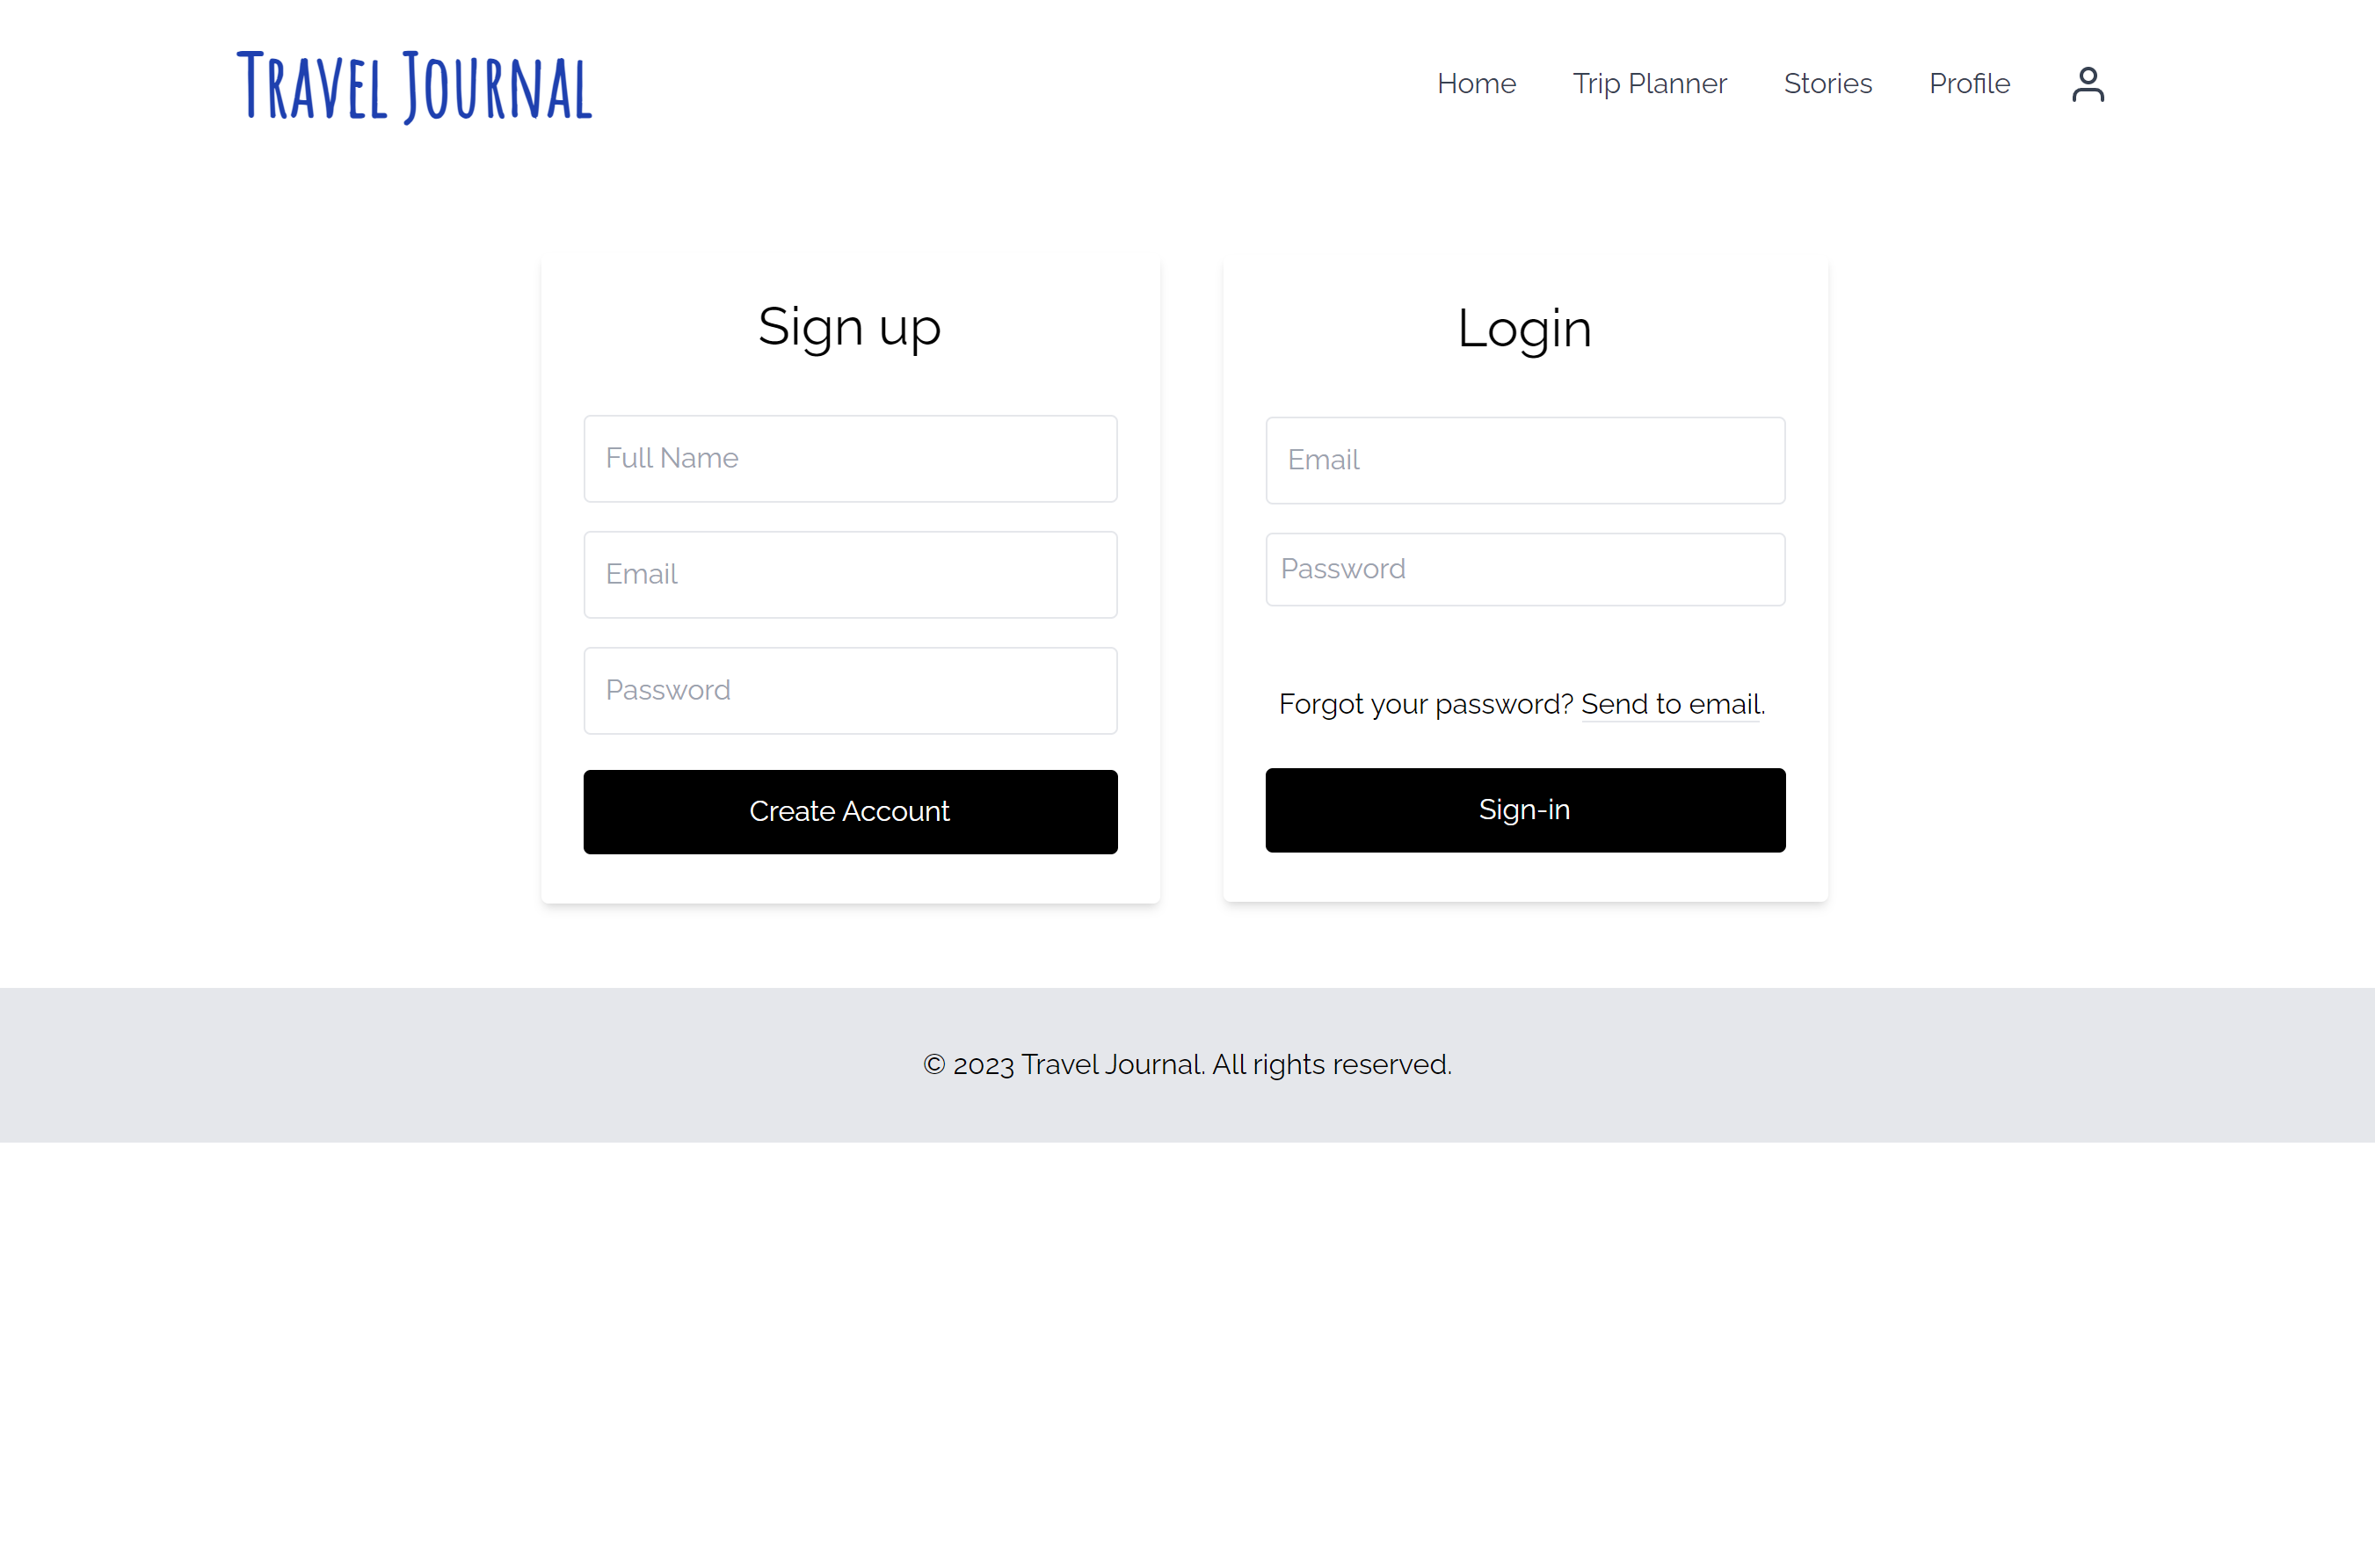 Travel Journal
Home Trip Planner Stories Profile
Sign up
Full Name
Email
Password
Create Account
Login
Email
Password
Forgot your password? Send to email.
Sign-in
© 2023 Travel Journal. All rights reserved.